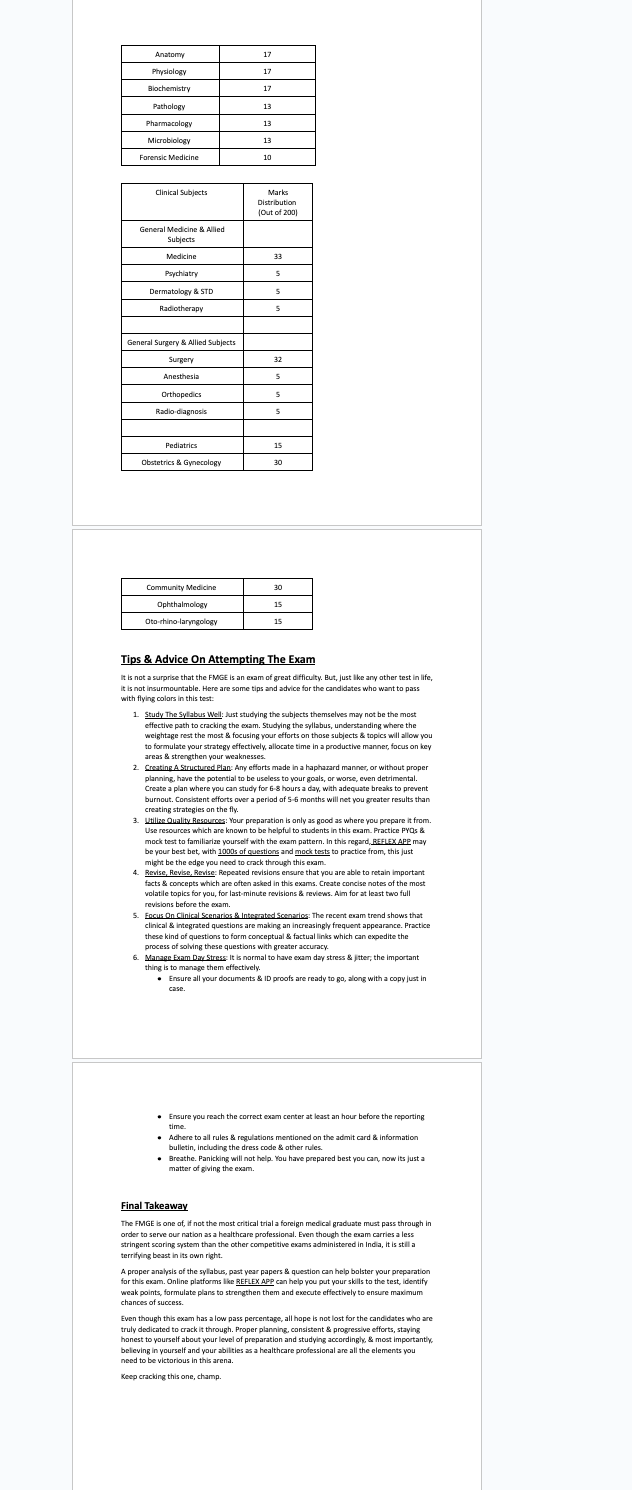 Anatomy 17
Physiology 17
Biochemistry 17
Pathology 13
Pharmacology 13
Microbiology 13
Forensic Medicine 10
Clinical Subjects Marks
Distribution
(Out of 200)
General Medicine & Allied
Subjects
Medicine 33
Psychiatry 5
Dermatology & STD 5
Radiotherapy 5
General Surgery & Allied Subjects
Surgery 32
Anesthesia 5
Orthopedics 5
Radio-diagnosis 5
Pediatrics 15
Obstetrics & Gynecology 30
Community Medicine 30
Ophthalmology 15
Oto-rhino-laryngology 15
Tips & Advice On Attempting The Exam
It is not a surprise that the FMGE is an exam of great difficulty. But, just like any other test in life,
it is not insurmountable. Here are some tips and advice for the candidates who want to pass
with flying colors in this test:
1. Study The Syllabus Well: Just studying the subjects themselves may not be the most
effective path to cracking the exam. Studying the syllabus, understanding where the
weightage rest the most & focusing your efforts on those subjects & topics will allow you
to formulate your strategy effectively, allocate time in a productive manner, focus on key
areas & strengthen your weaknesses.
2. Creating A Structured Plan: Any efforts made in a haphazard manner, or without proper
planning, have the potential to be useless to your goals, or worse, even detrimental.
Create a plan where you can study for 6-8 hours a day, with adequate breaks to prevent
burnout. Consistent efforts over a period of 5-6 months will net you greater results than
creating strategies on the fly.
3. Utilize Quality Resources: Your preparation is only as good as where you prepare it from.
Use resources which are known to be helpful to students in this exam. Practice PYQs &
mock test to familiarize yourself with the exam pattern. In this regard, REFLEX APP may
be your best bet, with 1000s of questions and mock tests to practice from, this just
might be the edge you need to crack through this exam.
4. Revise, Revise, Revise: Repeated revisions ensure that you are able to retain important
facts & concepts which are often asked in this exams. Create concise notes of the most
volatile topics for you, for last-minute revisions & reviews. Aim for at least two full
revisions before the exam.
5. Focus On Clinical Scenarios & Integrated Scenarios: The recent exam trend shows that
clinical & integrated questions are making an increasingly frequent appearance. Practice
these kind of questions to form conceptual & factual links which can expedite the
process of solving these questions with greater accuracy.
6. Manage Exam Day Stress: It is normal to have exam day stress & jitter; the important
thing is to manage them effectively.
● Ensure all your documents & ID proofs are ready to go, along with a copy just in
case.
● Ensure you reach the correct exam center at least an hour before the reporting
time.
● Adhere to all rules & regulations mentioned on the admit card & information
bulletin, including the dress code & other rules.
● Breathe. Panicking will not help. You have prepared best you can, now its just a
matter of giving the exam.
Final Takeaway
The FMGE is one of, if not the most critical trial a foreign medical graduate must pass through in
order to serve our nation as a healthcare professional. Even though the exam carries a less
stringent scoring system than the other competitive exams administered in India, it is still a
terrifying beast in its own right.
A proper analysis of the syllabus, past year papers & question can help bolster your preparation
for this exam. Online platforms like REFLEX APP can help you put your skills to the test, identify
weak points, formulate plans to strengthen them and execute effectively to ensure maximum
chances of success.
Even though this exam has a low pass percentage, all hope is not lost for the candidates who are
truly dedicated to crack it through. Proper planning, consistent & progressive efforts, staying
honest to yourself about your level of preparation and studying accordingly, & most importantly,
believing in yourself and your abilities as a healthcare professional are all the elements you
need to be victorious in this arena.
Keep cracking this one, champ.